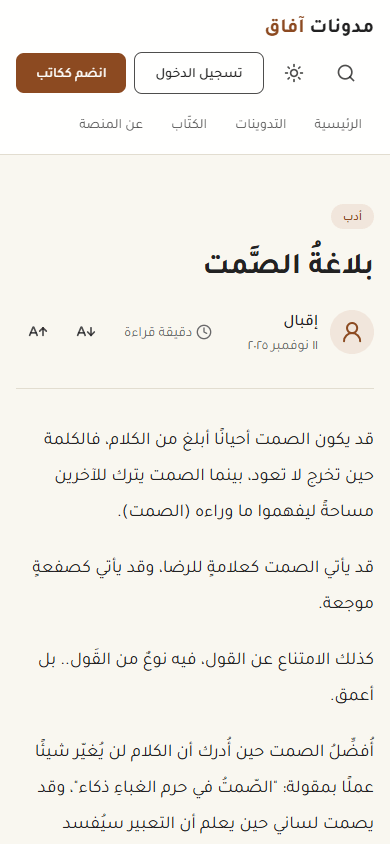 مدونات آفاق
تسجيل الدخول
انضم ككاتب
الرئيسية
التدوينات
الكتّاب
عن المنصة
أدب
بلاغةُ الصَّمت
إقبال
١١ نوفمبر ٢٠٢٥
دقيقة قراءة
A↓
A↑
قد يكون الصمت أحيانًا أبلغ من الكلام، فالكلمة
حين تخرج لا تعود، بينما الصمت يترك للآخرين
مساحةً ليفهموا ما وراءه (الصمت).
قد يأتي الصمت كعلامةٍ للرضا، وقد يأتي كصفعةٍ
موجعة.
كذلك الامتناع عن القول، فيه نوعٌ من القَول.. بل
أعمق.
أُفضِّلُ الصمت حين أُدرك أن الكلام لن يُغيّر شيئًا
عملًا بمقولة: "الصّمتُ في حرم الغباءِ ذكاء"، وقد
يصمت لساني حين يعلم أن التعبير سيُفسد